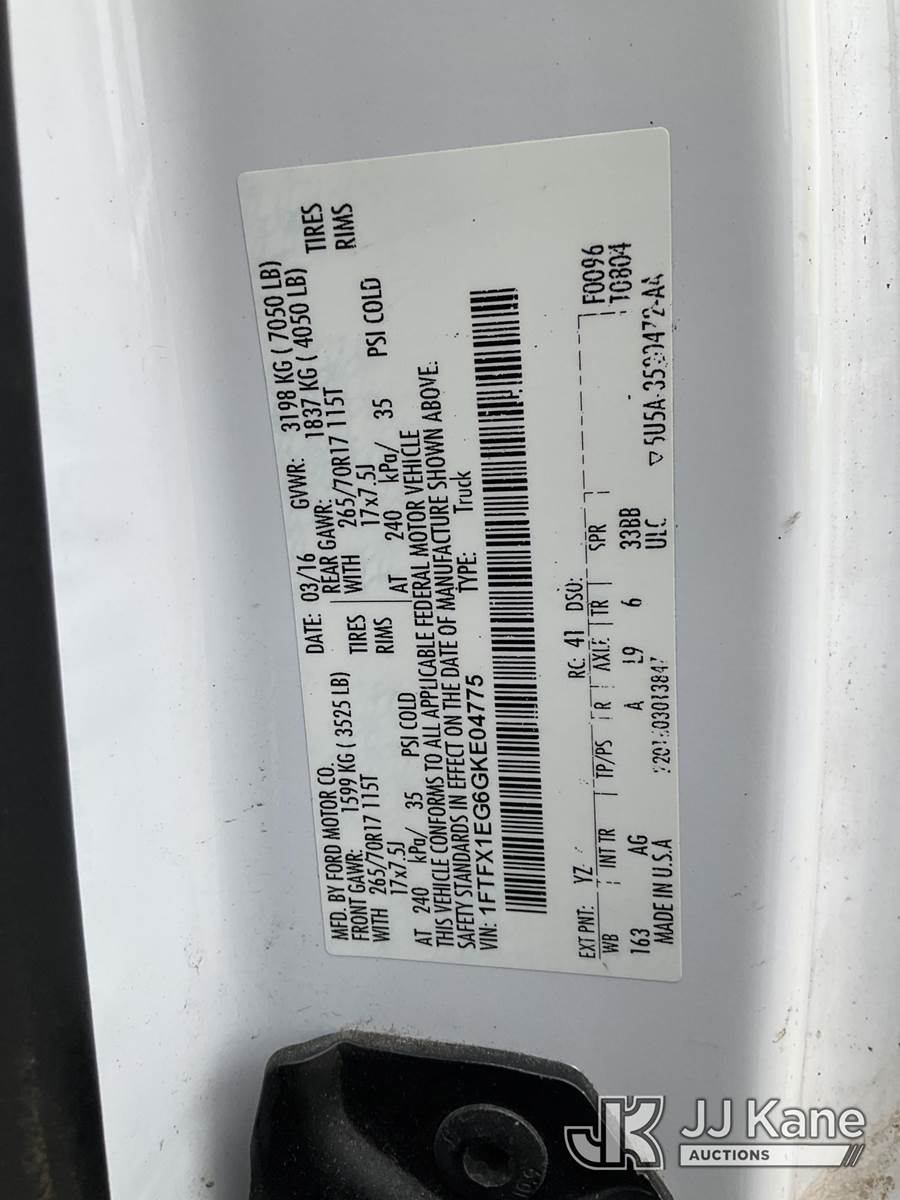 MFD. BY FORD MOTOR CO.
DATE: 03/16 GVWR: 3198 KG ( 7050 LB)
FRONT GAWR: 1599 KG ( 3525 LB) REAR GAWR: 1837 KG ( 4050 LB)
WITH 265/70R17 115T TIRES WITH 265/70R17 115T TIRES
17x7.5J RIMS 17x7.5J RIMS
AT 240 kPa/ 35 PSI COLD AT 240 kPa/ 35 PSI COLD
THIS VEHICLE CONFORMS TO ALL APPLICABLE FEDERAL MOTOR VEHICLE
SAFETY STANDARDS IN EFFECT ON THE DATE OF MANUFACTURE SHOWN ABOVE.
VIN: 1FTFX1EG6GKE04775 TYPE: Truck
EXT PNT: YZ RC: 41 DSO: F0096
WB INT TR TP/PS R AXLE TR SPR T0804
163 AG A L9 6 33BB
MADE IN U.S.A ULC
JJ Kane
AUCTIONS